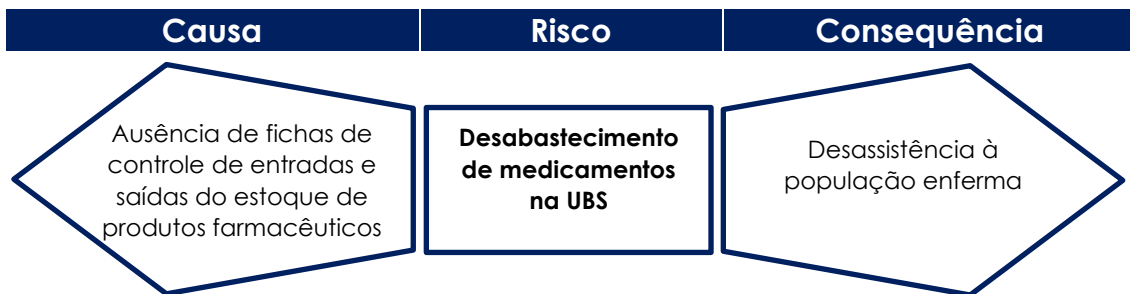 Causa
Risco
Consequência
Ausência de fichas de
controle de entradas e
saídas do estoque de
produtos farmacêuticos
Desabastecimento
de medicamentos
na UBS
Desassistência à
população enferma